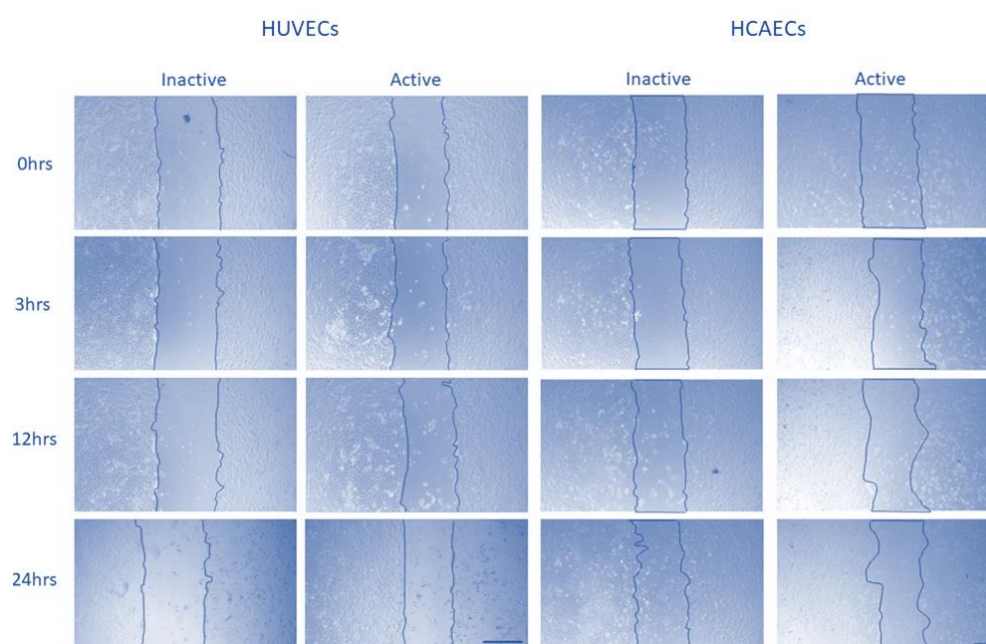 HUVECs HCAECs
Inactive Active Inactive Active
0hrs
3hrs
12hrs
24hrs